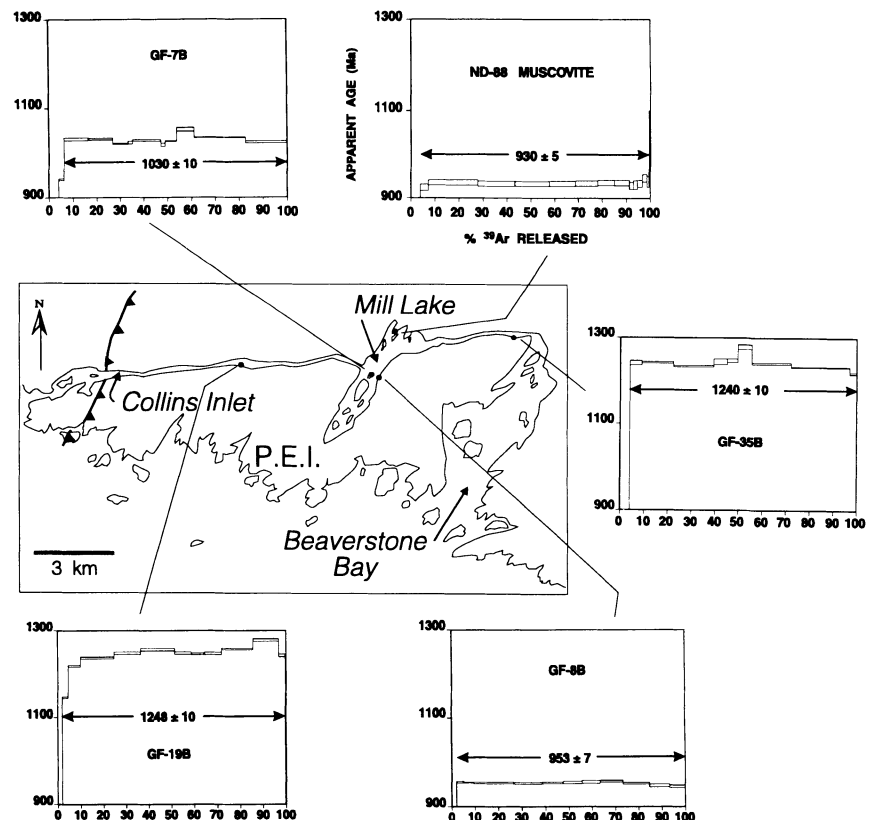 1300
GF-7B
1100
1030 ± 10
900
10 20 30 40 50 60 70 80 90 100
1300
ND-88 MUSCOVITE
APPARENT AGE (Ma)
1100
930 ± 5
900
10 20 30 40 50 60 70 80 90 100
% ³⁹Ar RELEASED
N
Mill Lake
Collins Inlet
P.E.I.
Beaverstone
Bay
3 km
1300
1240 ± 10
1100
GF-35B
900
0 10 20 30 40 50 60 70 80 90 100
1300
1100
1248 ± 10
GF-19B
900
0 10 20 30 40 50 60 70 80 90 100
1300
GF-8B
1100
953 ± 7
900
0 10 20 30 40 50 60 70 80 90 100